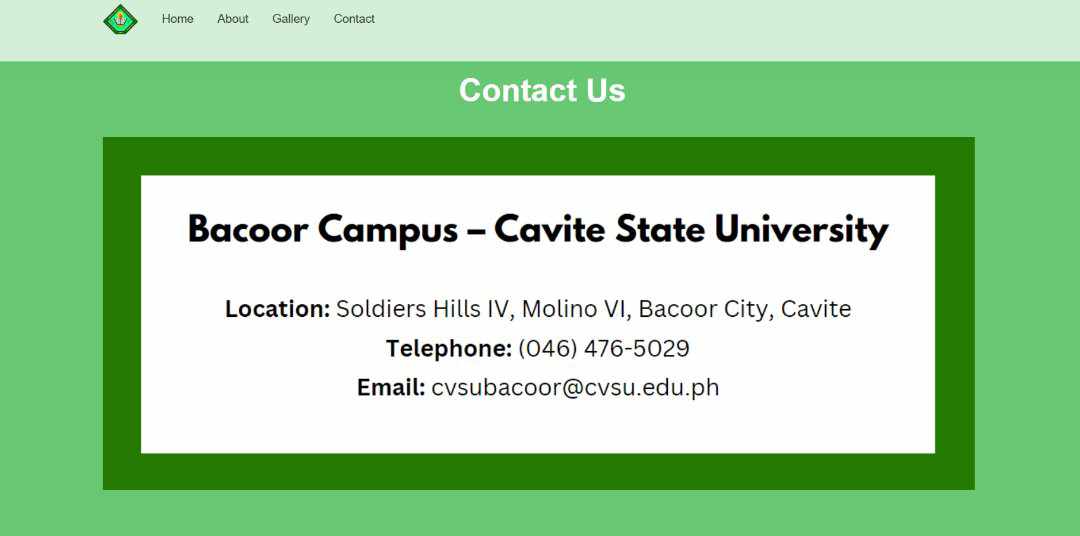 Home About Gallery Contact
Contact Us
Bacoor Campus – Cavite State University
Location: Soldiers Hills IV, Molino VI, Bacoor City, Cavite
Telephone: (046) 476-5029
Email: cvsubacoor@cvsu.edu.ph